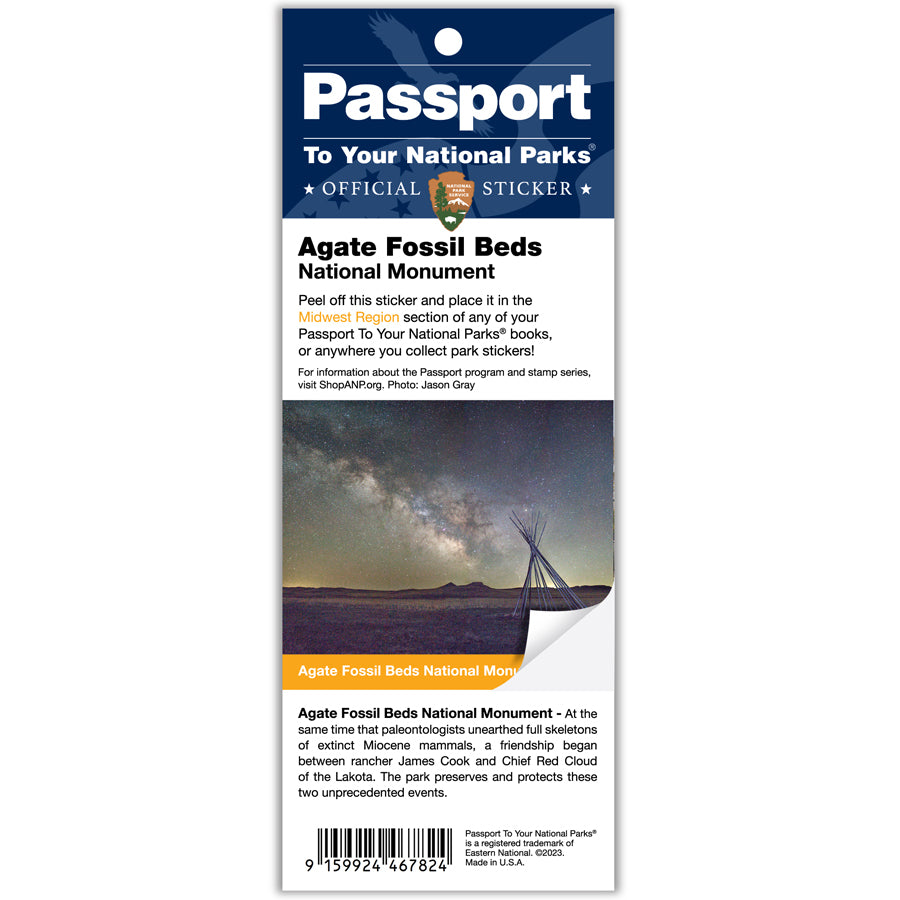 Passport
To Your National Parks®
★ OFFICIAL STICKER ★
NATIONAL
PARK
SERVICE
Agate Fossil Beds
National Monument
Peel off this sticker and place it in the
Midwest Region section of any of your
Passport To Your National Parks® books,
or anywhere you collect park stickers!
For information about the Passport program and stamp series,
visit ShopANP.org. Photo: Jason Gray
Agate Fossil Beds National Monu
Agate Fossil Beds National Monument - At the
same time that paleontologists unearthed full skeletons
of extinct Miocene mammals, a friendship began
between rancher James Cook and Chief Red Cloud
of the Lakota. The park preserves and protects these
two unprecedented events.
9 159924 467824
Passport To Your National Parks®
is a registered trademark of
Eastern National. ©2023.
Made in U.S.A.